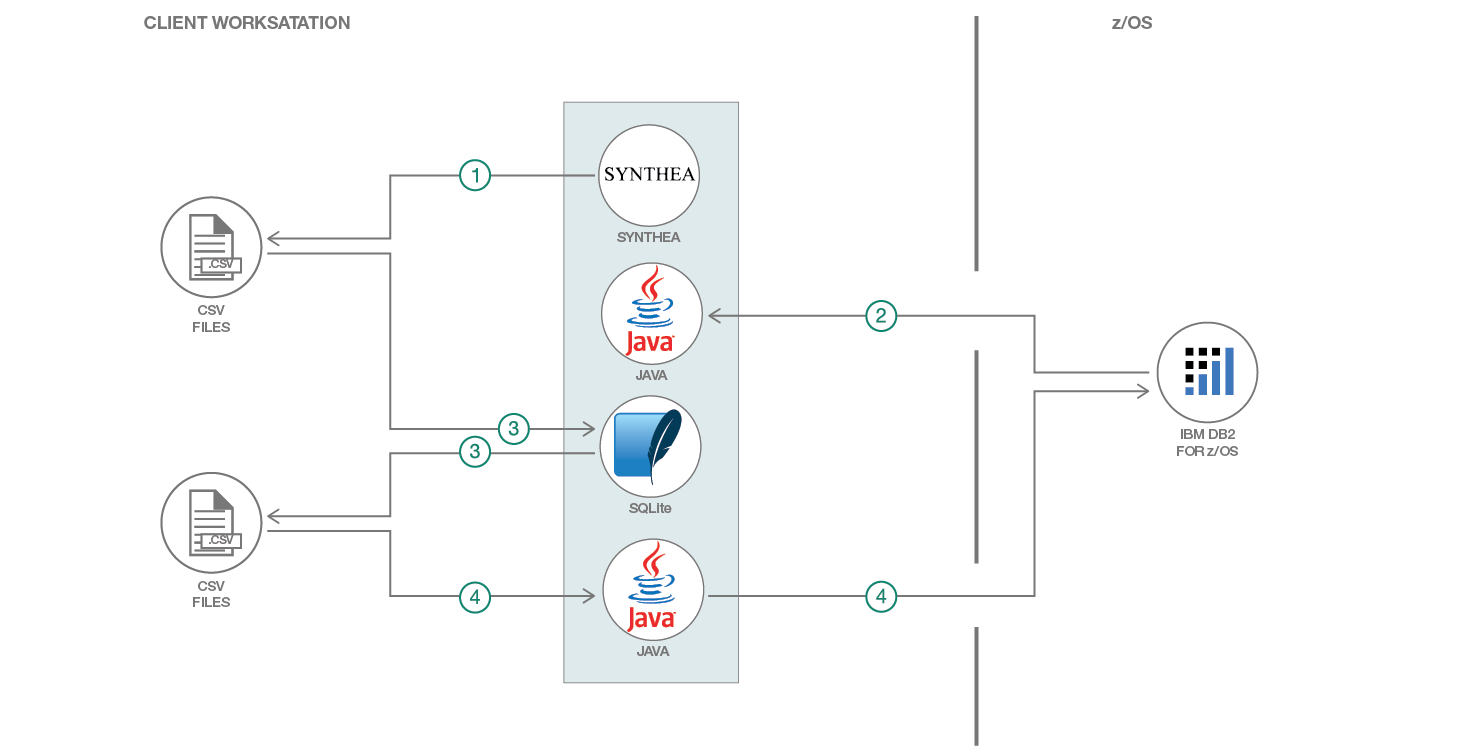 CLIENT WORKSATATION
z/OS
SYNTHEA
SYNTHEA
1
.CSV
CSV
FILES
Java
JAVA
2
IBM DB2
FOR z/OS
3
3
SQLite
.CSV
CSV
FILES
4
Java
JAVA
4